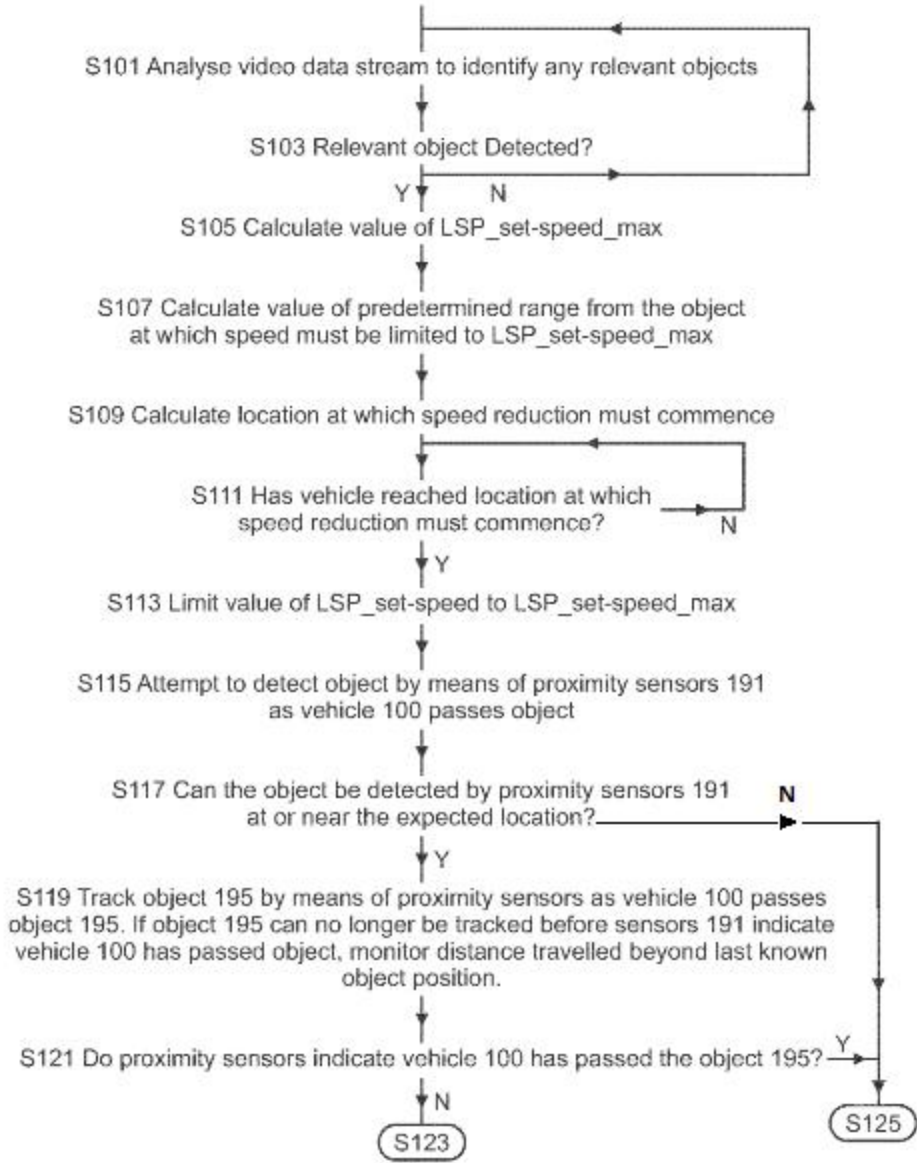 S101 Analyse video data stream to identify any relevant objects
S103 Relevant object Detected?
Y N
S105 Calculate value of LSP_set-speed_max
S107 Calculate value of predetermined range from the object
at which speed must be limited to LSP_set-speed_max
S109 Calculate location at which speed reduction must commence
S111 Has vehicle reached location at which
speed reduction must commence?
N
Y
S113 Limit value of LSP_set-speed to LSP_set-speed_max
S115 Attempt to detect object by means of proximity sensors 191
as vehicle 100 passes object
S117 Can the object be detected by proximity sensors 191
at or near the expected location?
N
Y
S119 Track object 195 by means of proximity sensors as vehicle 100 passes
object 195. If object 195 can no longer be tracked before sensors 191 indicate
vehicle 100 has passed object, monitor distance travelled beyond last known
object position.
S121 Do proximity sensors indicate vehicle 100 has passed the object 195?
Y
N
S123
S125